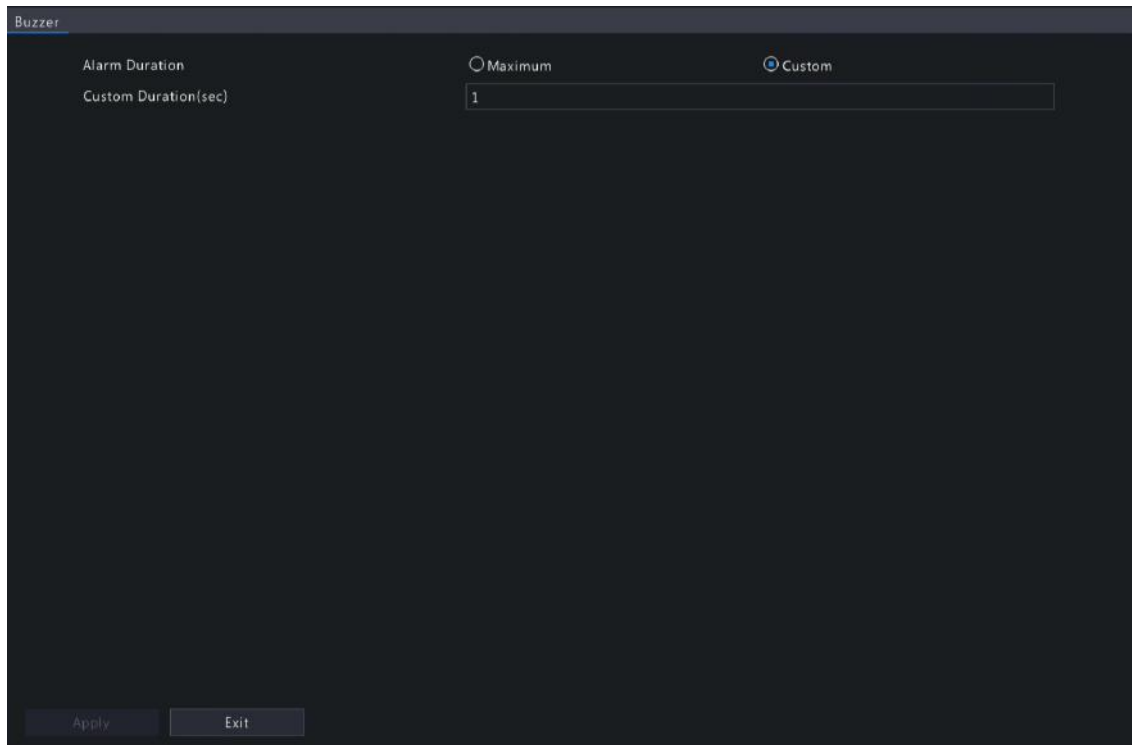 Buzzer
Alarm Duration Maximum Custom
Custom Duration(sec) 1
Apply Exit